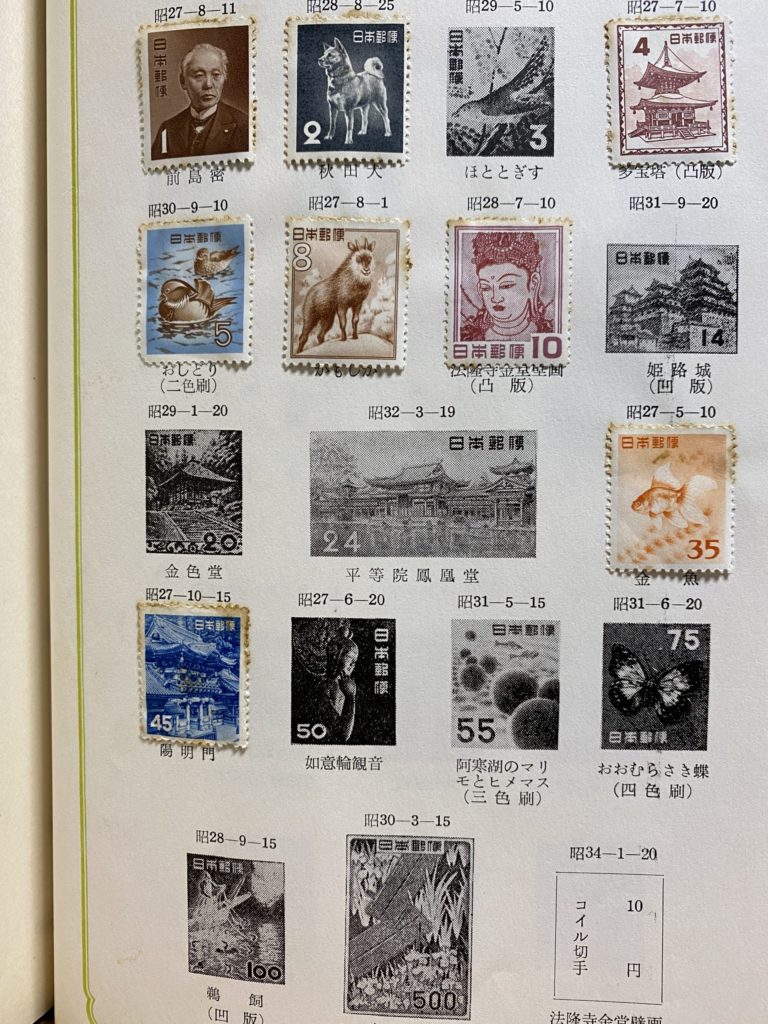 昭27—8—11
日本郵便
1
前島密
昭28—8—25
日本郵便
2
秋田犬
昭29—5—10
日本郵便
3
ほととぎす
昭27—7—10
日本郵便
4
多宝塔(凸版)
昭30—9—10
日本郵便
5
おしどり
(二色刷)
昭27—8—1
日本郵便
8
かもしか
昭28—7—10
日本郵便
10
法隆寺金堂壁画
(凸版)
昭31—9—20
日本郵便
14
姫路城
(凹版)
昭29—1—20
日本郵便
20
金色堂
昭32—3—19
日本郵便
24
平等院鳳凰堂
昭27—5—10
日本郵便
35
金魚
昭27—10—15
日本郵便
45
陽明門
昭27—6—20
日本郵便
50
如意輪観音
昭31—5—15
日本郵便
55
阿寒湖のマリ
モとヒメマス
(三色刷)
昭31—6—20
75
日本郵便
おおむらさき蝶
(四色刷)
昭28—9—15
日本郵便
100
鵜飼
(凹版)
昭30—3—15
日本郵便
500
昭34—1—20
10
円
コイル切手
法隆寺金堂壁画